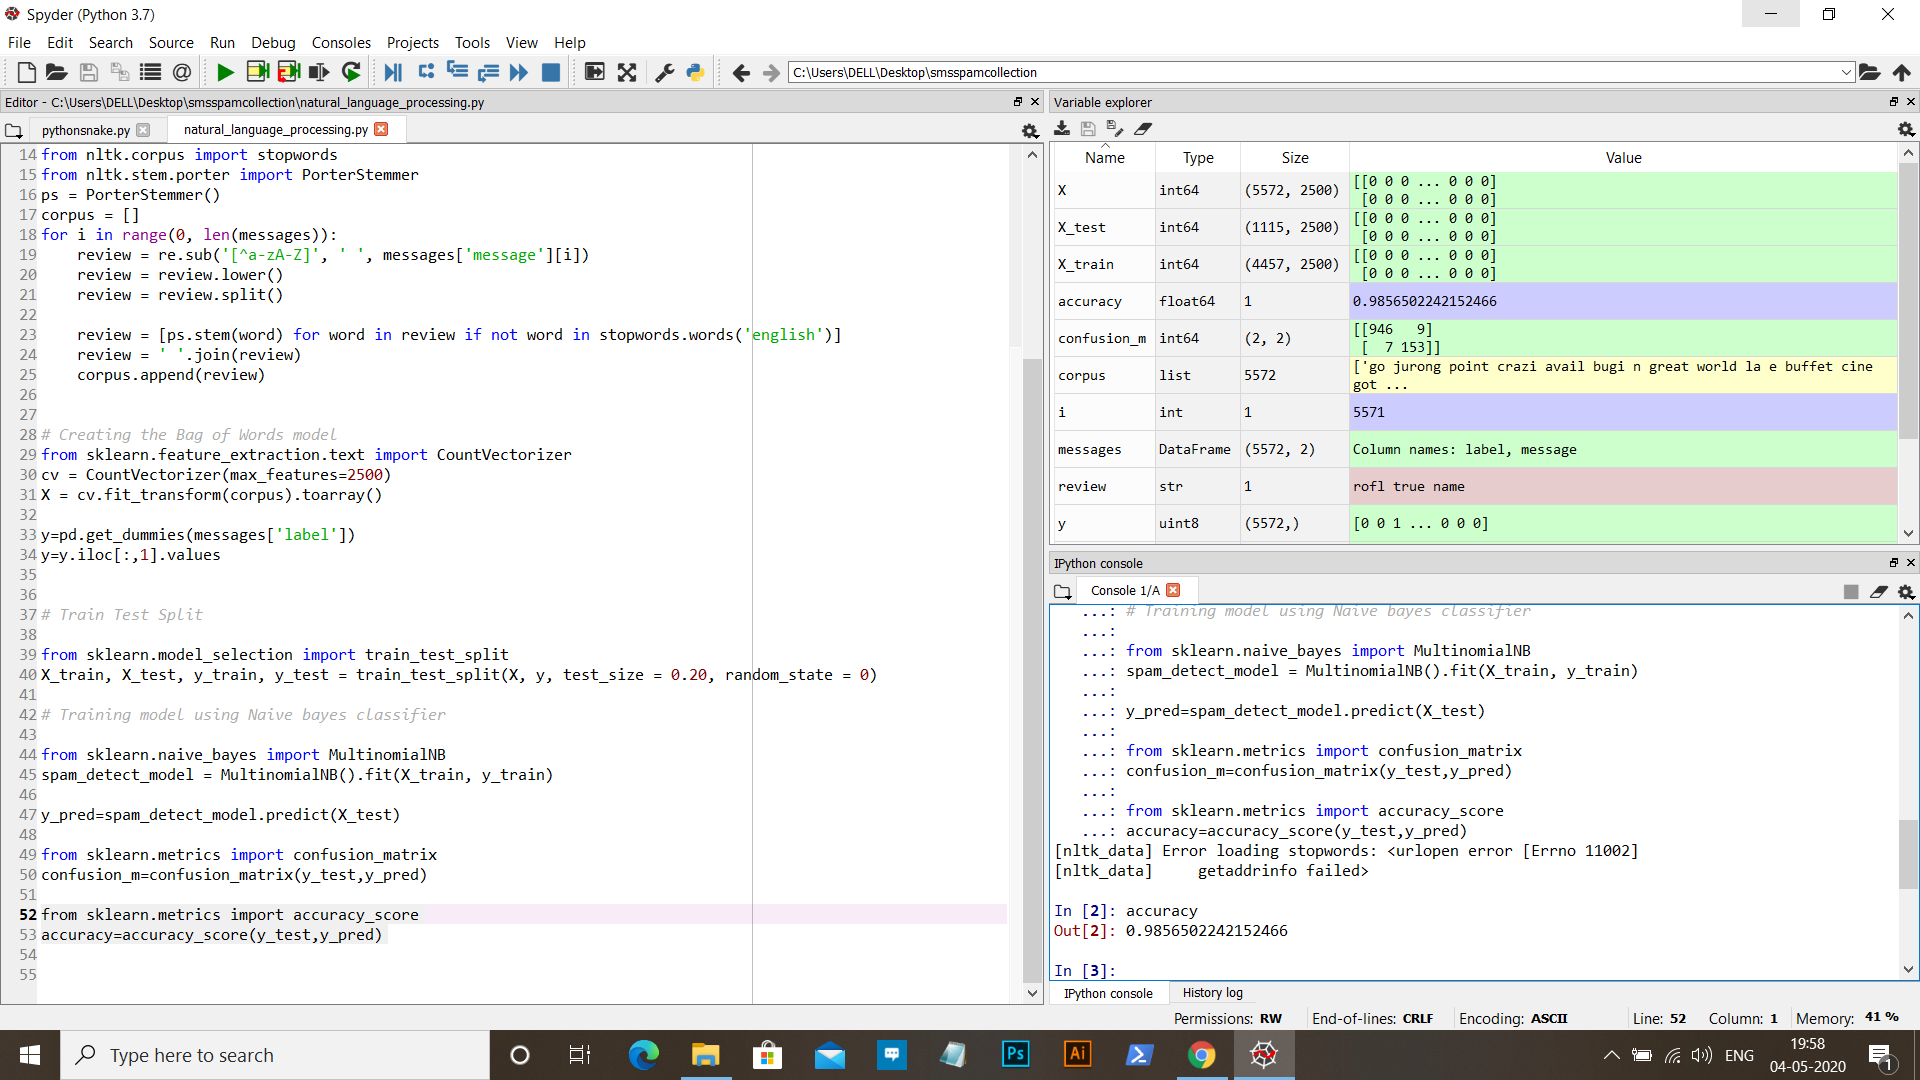 Spyder (Python 3.7)
File Edit Search Source Run Debug Consoles Projects Tools View Help
C:\Users\DELL\Desktop\smsspamcollection
Editor - C:\Users\DELL\Desktop\smsspamcollection\natural_language_processing.py
pythonsnake.py
natural_language_processing.py
14 from nltk.corpus import stopwords
15 from nltk.stem.porter import PorterStemmer
16 ps = PorterStemmer()
17 corpus = []
18 for i in range(0, len(messages)):
19     review = re.sub('[^a-zA-Z]', ' ', messages['message'][i])
20     review = review.lower()
21     review = review.split()
22
23     review = [ps.stem(word) for word in review if not word in stopwords.words('english')]
24     review = ' '.join(review)
25     corpus.append(review)
26
27
28 # Creating the Bag of Words model
29 from sklearn.feature_extraction.text import CountVectorizer
30 cv = CountVectorizer(max_features=2500)
31 X = cv.fit_transform(corpus).toarray()
32
33 y=pd.get_dummies(messages['label'])
34 y=y.iloc[:,1].values
35
36
37 # Train Test Split
38
39 from sklearn.model_selection import train_test_split
40 X_train, X_test, y_train, y_test = train_test_split(X, y, test_size = 0.20, random_state = 0)
41
42 # Training model using Naive bayes classifier
43
44 from sklearn.naive_bayes import MultinomialNB
45 spam_detect_model = MultinomialNB().fit(X_train, y_train)
46
47 y_pred=spam_detect_model.predict(X_test)
48
49 from sklearn.metrics import confusion_matrix
50 confusion_m=confusion_matrix(y_test,y_pred)
51
52 from sklearn.metrics import accuracy_score
53 accuracy=accuracy_score(y_test,y_pred)
54
55
Variable explorer
Name Type Size Value
X int64 (5572, 2500) [[0 0 0 ... 0 0 0]
[0 0 0 ... 0 0 0]
X_test int64 (1115, 2500) [[0 0 0 ... 0 0 0]
[0 0 0 ... 0 0 0]
X_train int64 (4457, 2500) [[0 0 0 ... 0 0 0]
[0 0 0 ... 0 0 0]
accuracy float64 1 0.9856502242152466
confusion_m int64 (2, 2) [[946   9]
[  7 153]]
corpus list 5572 ['go jurong point crazi avail bugi n great world la e buffet cine
got ...
i int 1 5571
messages DataFrame (5572, 2) Column names: label, message
review str 1 rofl true name
y uint8 (5572,) [0 0 1 ... 0 0 0]
IPython console
Console 1/A
...: # Training model using Naive bayes classifier
...:
...: from sklearn.naive_bayes import MultinomialNB
...: spam_detect_model = MultinomialNB().fit(X_train, y_train)
...:
...: y_pred=spam_detect_model.predict(X_test)
...:
...: from sklearn.metrics import confusion_matrix
...: confusion_m=confusion_matrix(y_test,y_pred)
...:
...: from sklearn.metrics import accuracy_score
...: accuracy=accuracy_score(y_test,y_pred)
[nltk_data] Error loading stopwords: <urlopen error [Errno 11002]
[nltk_data]     getaddrinfo failed>
In [2]: accuracy
Out[2]: 0.9856502242152466
In [3]:
IPython console History log
Permissions: RW End-of-lines: CRLF Encoding: ASCII Line: 52 Column: 1 Memory: 41 %
Type here to search
Ps
Ai
ENG
19:58
04-05-2020
1